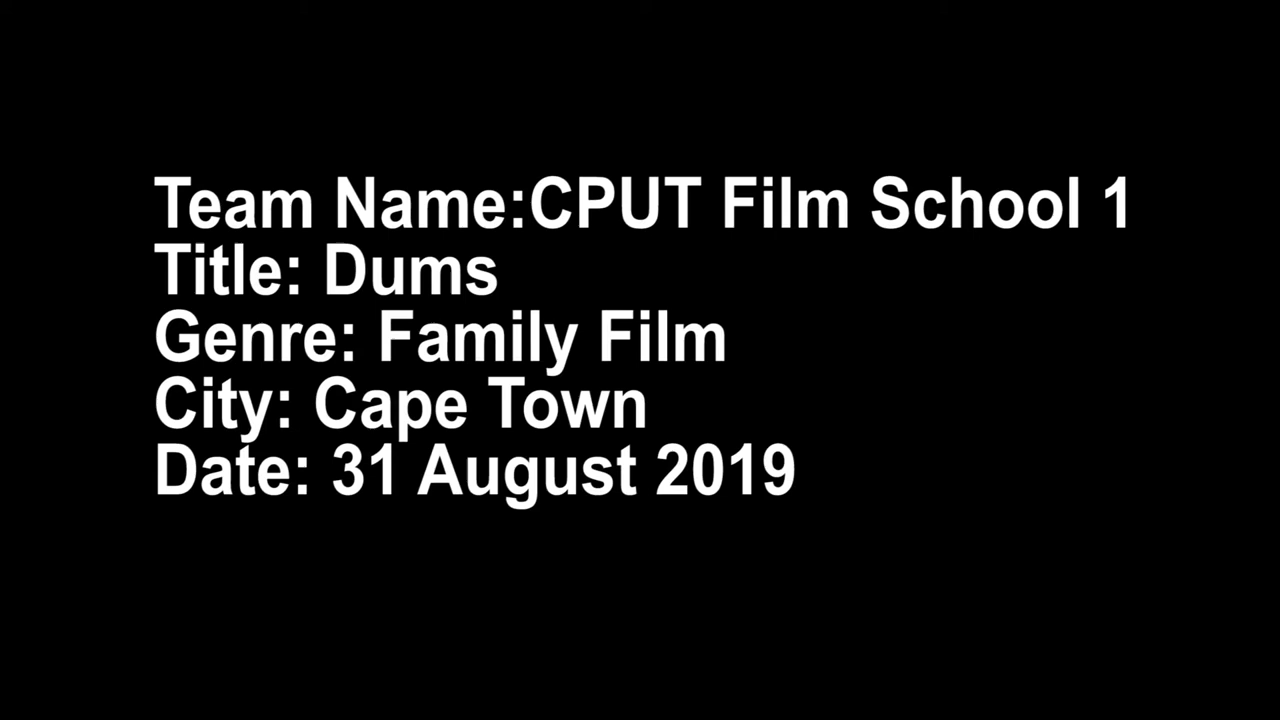 Team Name:CPUT Film School 1
Title: Dums
Genre: Family Film
City: Cape Town
Date: 31 August 2019